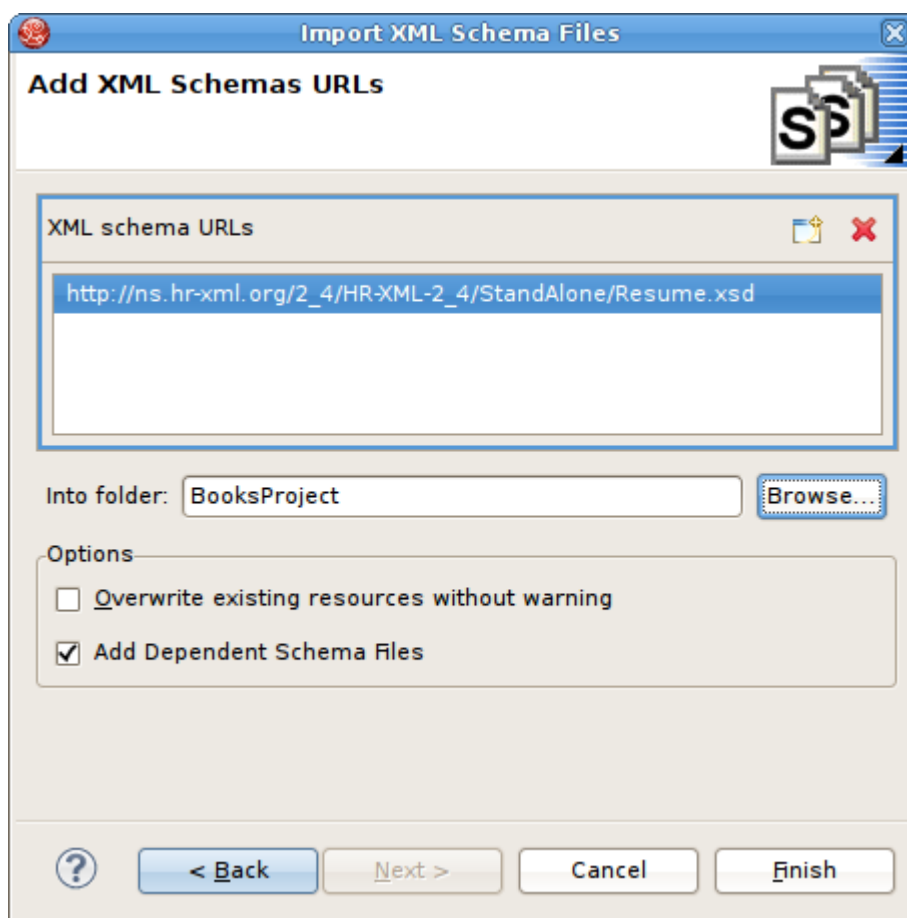 Import XML Schema Files
Add XML Schemas URLs
S S
XML schema URLs
http://ns.hr-xml.org/2_4/HR-XML-2_4/StandAlone/Resume.xsd
Into folder: BooksProject Browse...
Options
Overwrite existing resources without warning
Add Dependent Schema Files
? < Back Next > Cancel Finish